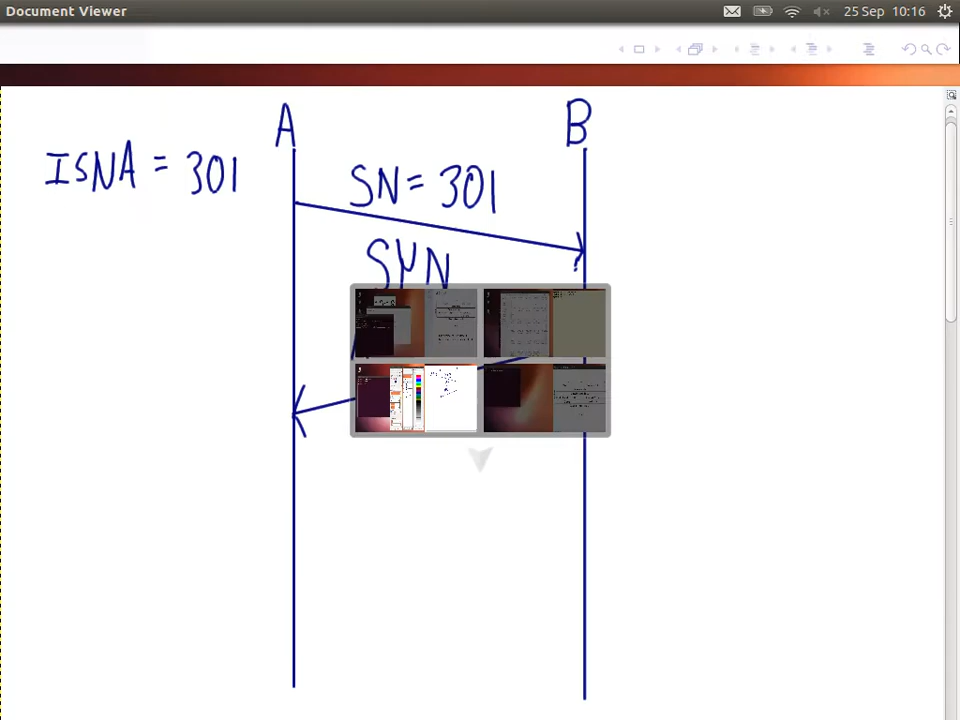 Document Viewer 25 Sep 10:16
A B
ISNA = 301
SN = 301
SYN